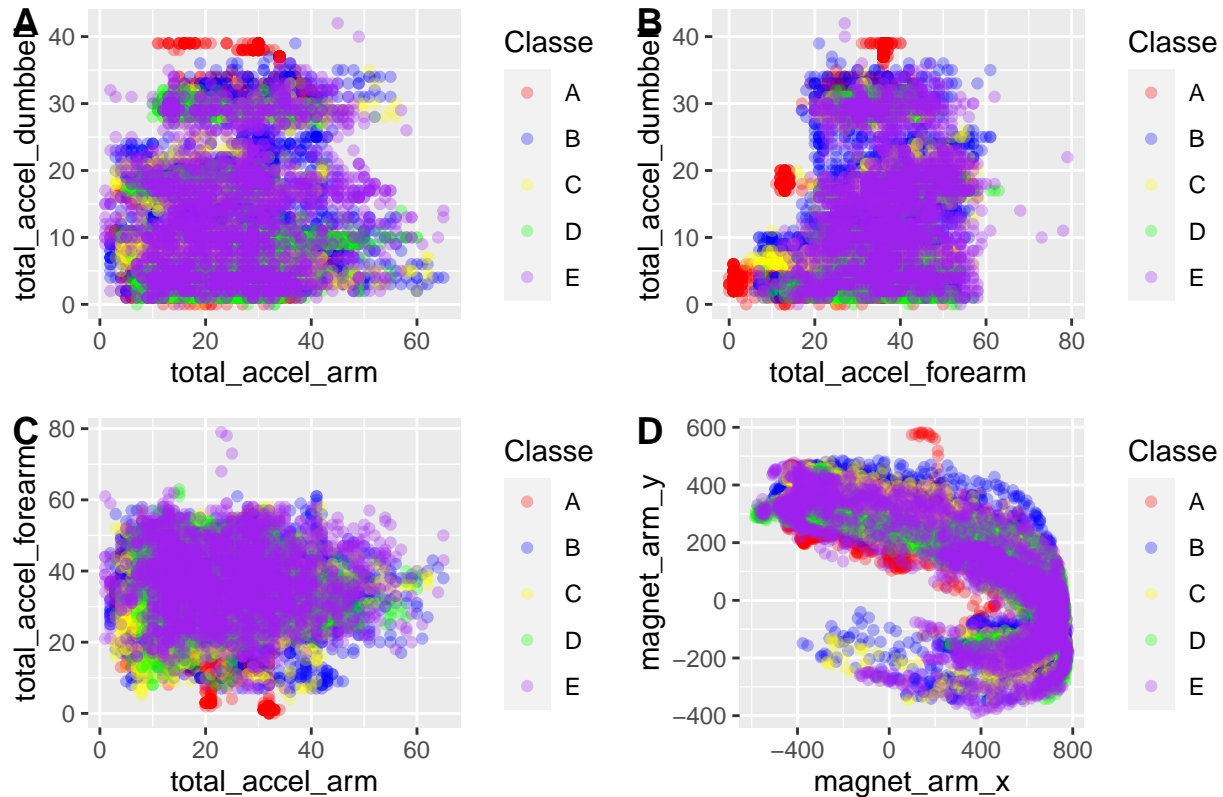 A
total_accel_dumbbel
40
30
20
10
0
0 20 40 60
total_accel_arm
Classe
A
B
C
D
E
B
total_accel_dumbbel
40
30
20
10
0
0 20 40 60 80
total_accel_forearm
Classe
A
B
C
D
E
C
total_accel_forearm
80
60
40
20
0
0 20 40 60
total_accel_arm
Classe
A
B
C
D
E
D
magnet_arm_y
600
400
200
0
−200
−400
−400 0 400 800
magnet_arm_x
Classe
A
B
C
D
E